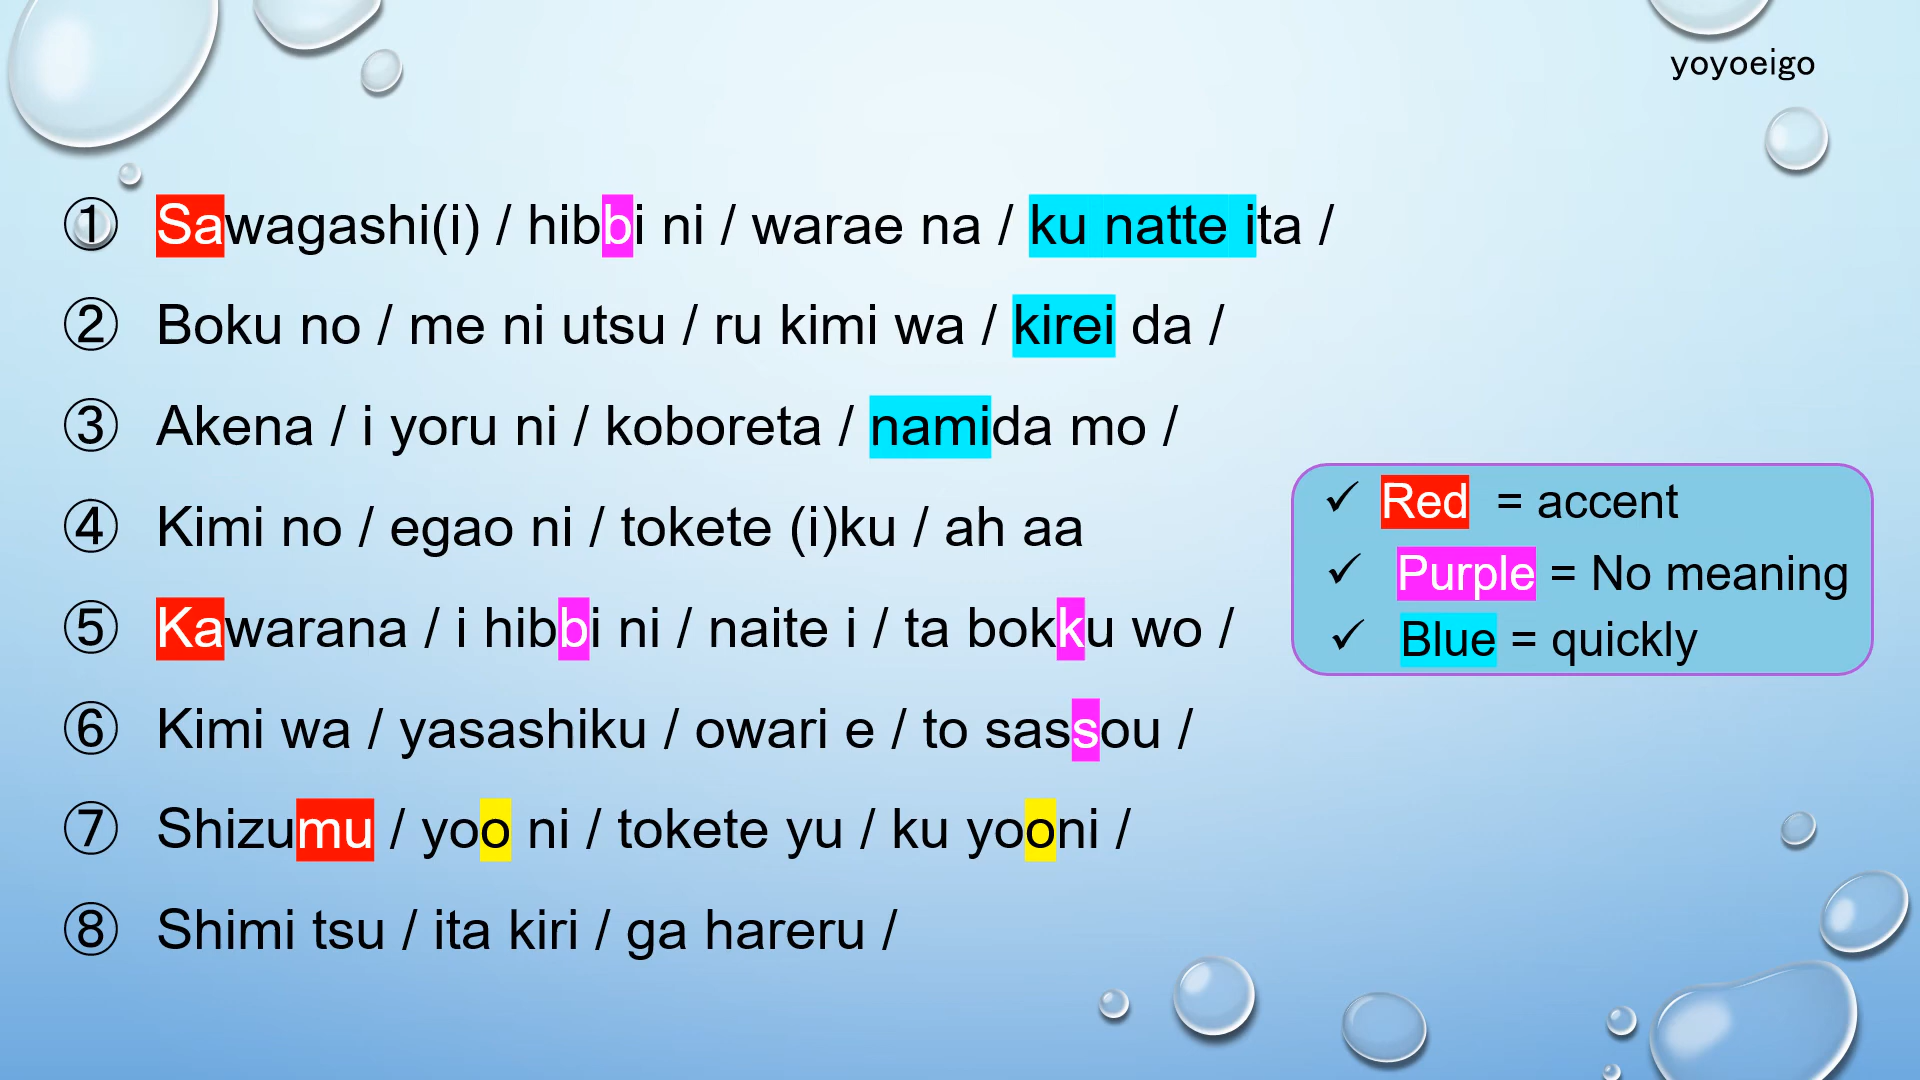 yoyoeigo
① Sawagashi(i) / hibbi ni / warae na / ku natte ita /
② Boku no / me ni utsu / ru kimi wa / kirei da /
③ Akena / i yoru ni / koboreta / namida mo /
④ Kimi no / egao ni / tokete (i)ku / ah aa
⑤ Kawarana / i hibbi ni / naite i / ta bokku wo /
⑥ Kimi wa / yasashiku / owari e / to sassou /
⑦ Shizumu / yoo ni / tokete yu / ku yooni /
⑧ Shimi tsu / ita kiri / ga hareru /
✓ Red = accent
✓ Purple = No meaning
✓ Blue = quickly